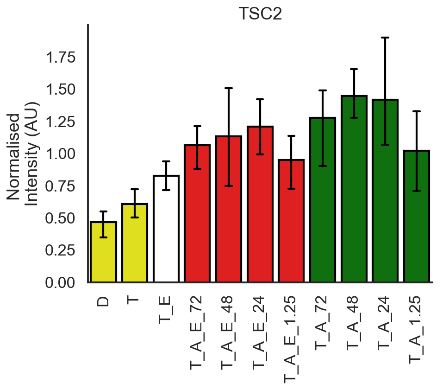 TSC2
Normalised
Intensity (AU)
1.75
1.50
1.25
1.00
0.75
0.50
0.25
0.00
D
T
T_E
T_A_E_72
T_A_E_48
T_A_E_24
T_A_E_1.25
T_A_72
T_A_48
T_A_24
T_A_1.25